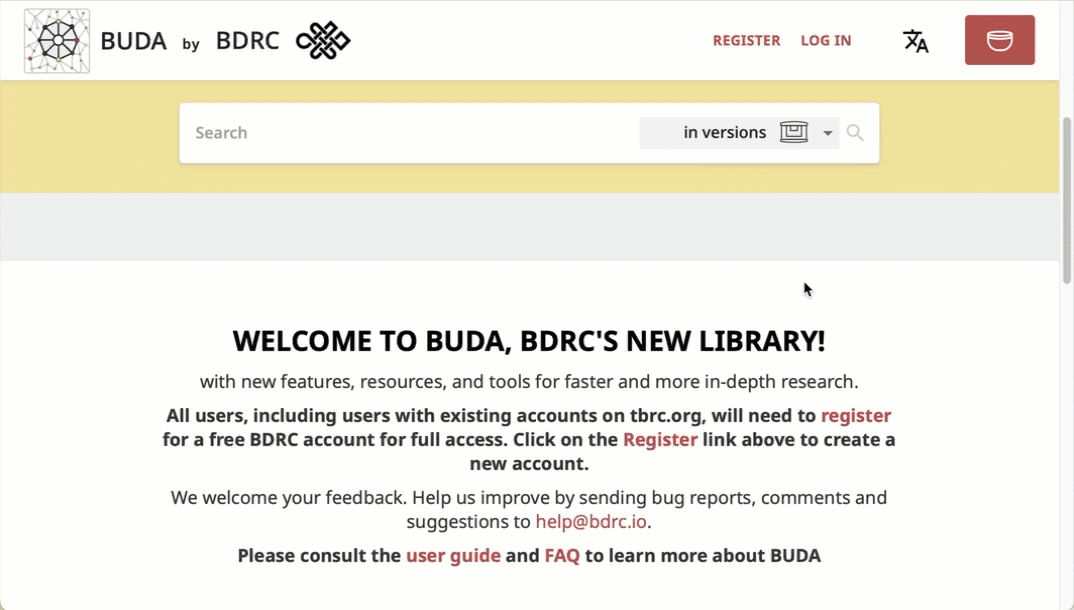 BUDA by BDRC
REGISTER LOG IN
文A
Search in versions
WELCOME TO BUDA, BDRC'S NEW LIBRARY!
with new features, resources, and tools for faster and more in-depth research.
All users, including users with existing accounts on tbrc.org, will need to register
for a free BDRC account for full access. Click on the Register link above to create a
new account.
We welcome your feedback. Help us improve by sending bug reports, comments and
suggestions to help@bdrc.io.
Please consult the user guide and FAQ to learn more about BUDA